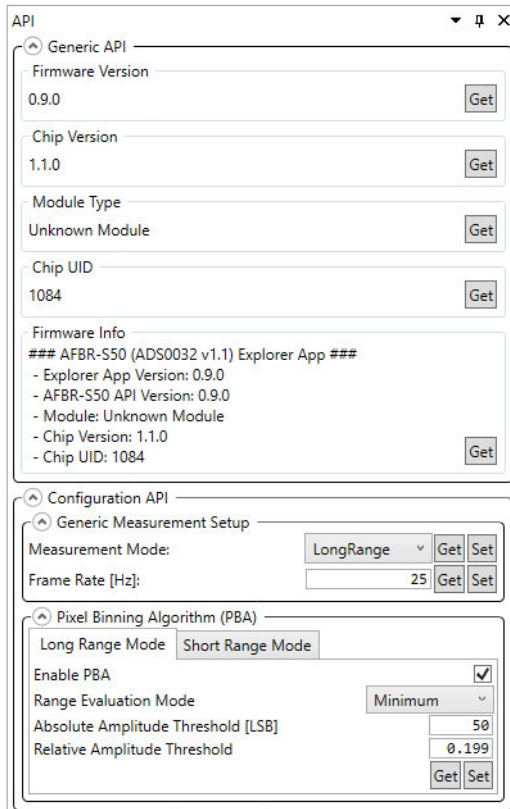 API
Generic API
Firmware Version
0.9.0 Get
Chip Version
1.1.0 Get
Module Type
Unknown Module Get
Chip UID
1084 Get
Firmware Info
### AFBR-S50 (ADS0032 v1.1) Explorer App ###
- Explorer App Version: 0.9.0
- AFBR-S50 API Version: 0.9.0
- Module: Unknown Module
- Chip Version: 1.1.0
- Chip UID: 1084 Get
Configuration API
Generic Measurement Setup
Measurement Mode: LongRange Get Set
Frame Rate [Hz]: 25 Get Set
Pixel Binning Algorithm (PBA)
Long Range Mode Short Range Mode
Enable PBA
Range Evaluation Mode Minimum
Absolute Amplitude Threshold [LSB] 50
Relative Amplitude Threshold 0.199
Get Set